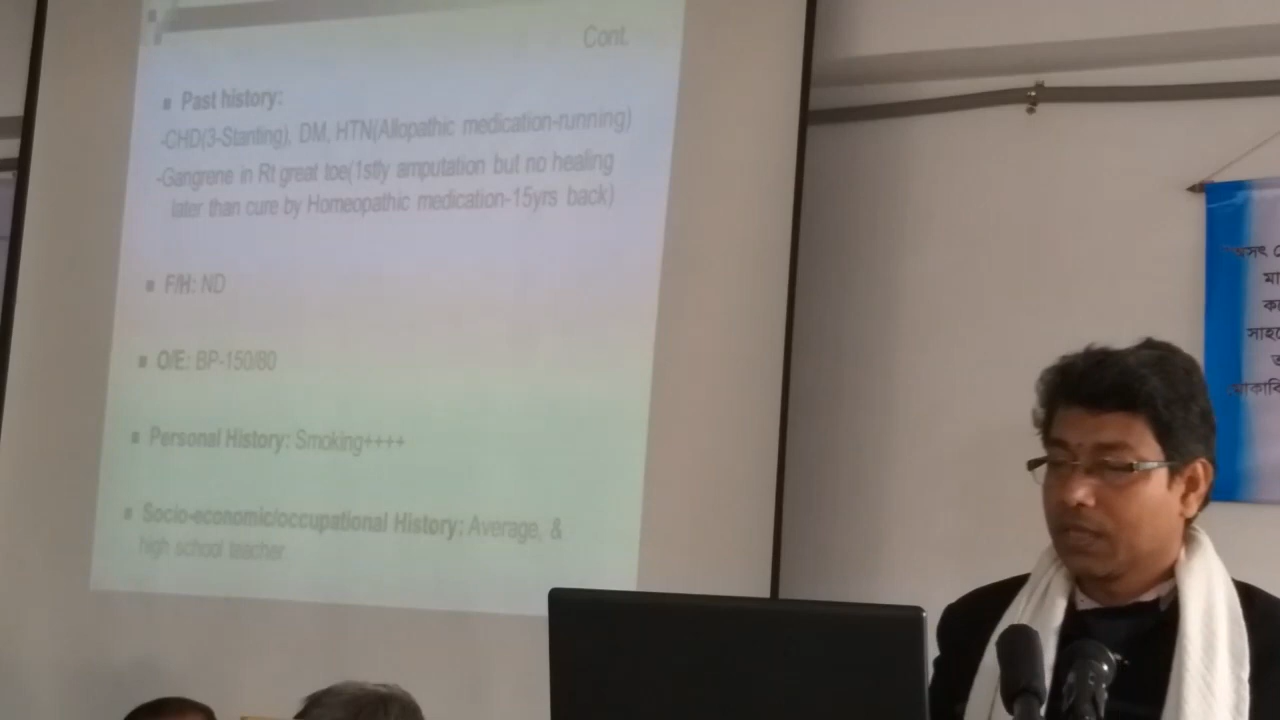 Cont.
Past history:
-CHD(3-Stanting), DM, HTN(Allopathic medication-running)
-Gangrene in Rt great toe(1stly amputation but no healing
later than cure by Homeopathic medication-15yrs back)
F/H: ND
O/E: BP-150/80
Personal History: Smoking++++
Socio-economic/occupational History: Average, &
high school teacher
অসৎ
মা
সাহ